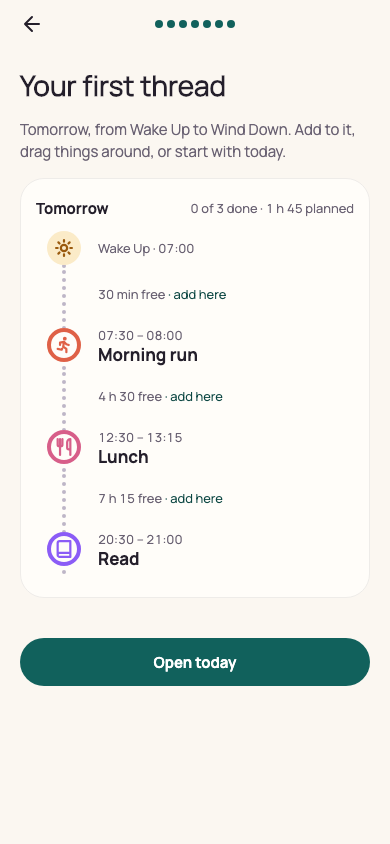 Your first thread
Tomorrow, from Wake Up to Wind Down. Add to it,
drag things around, or start with today.
Tomorrow
0 of 3 done · 1 h 45 planned
Wake Up · 07:00
30 min free · add here
07:30 – 08:00
Morning run
4 h 30 free · add here
12:30 – 13:15
Lunch
7 h 15 free · add here
20:30 – 21:00
Read
Open today